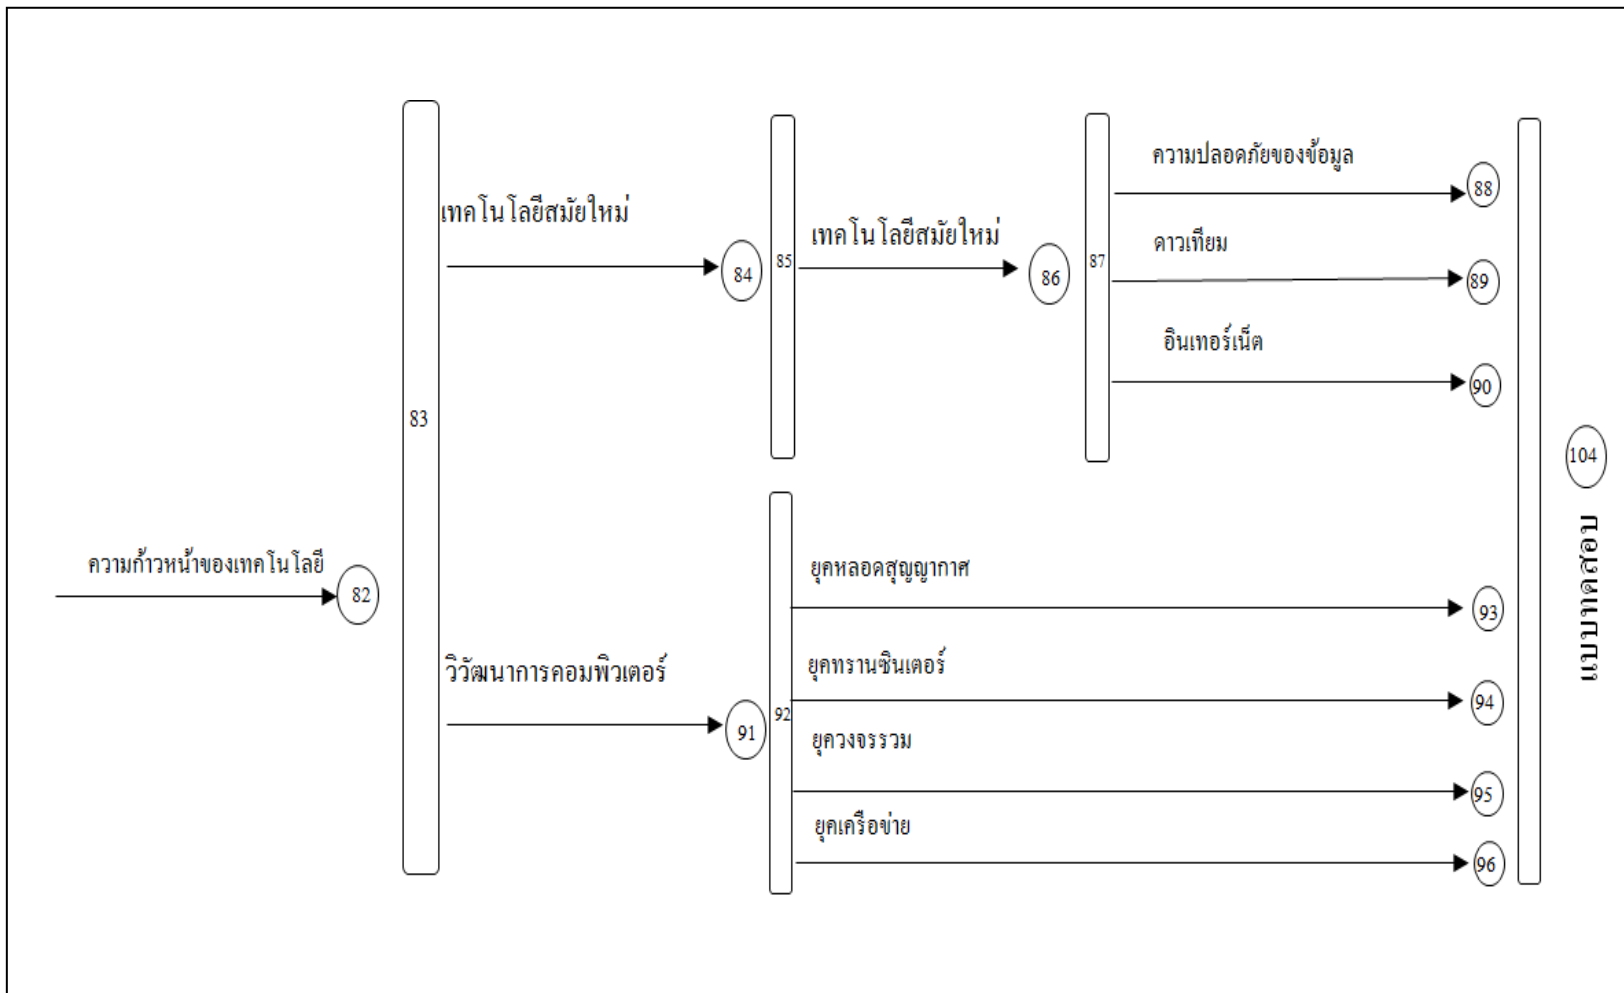 ความก้าวหน้าของเทคโนโลยี
82
83
เทคโนโลยีสมัยใหม่
84
85
เทคโนโลยีสมัยใหม่
86
87
ความปลอดภัยของข้อมูล
88
ดาวเทียม
89
อินเทอร์เน็ต
90
วิวัฒนาการคอมพิวเตอร์
91
92
ยุคหลอดสุญญากาศ
93
ยุคทรานซินเตอร์
94
ยุควงจรรวม
95
ยุคเครือข่าย
96
104
แบบทดสอบ